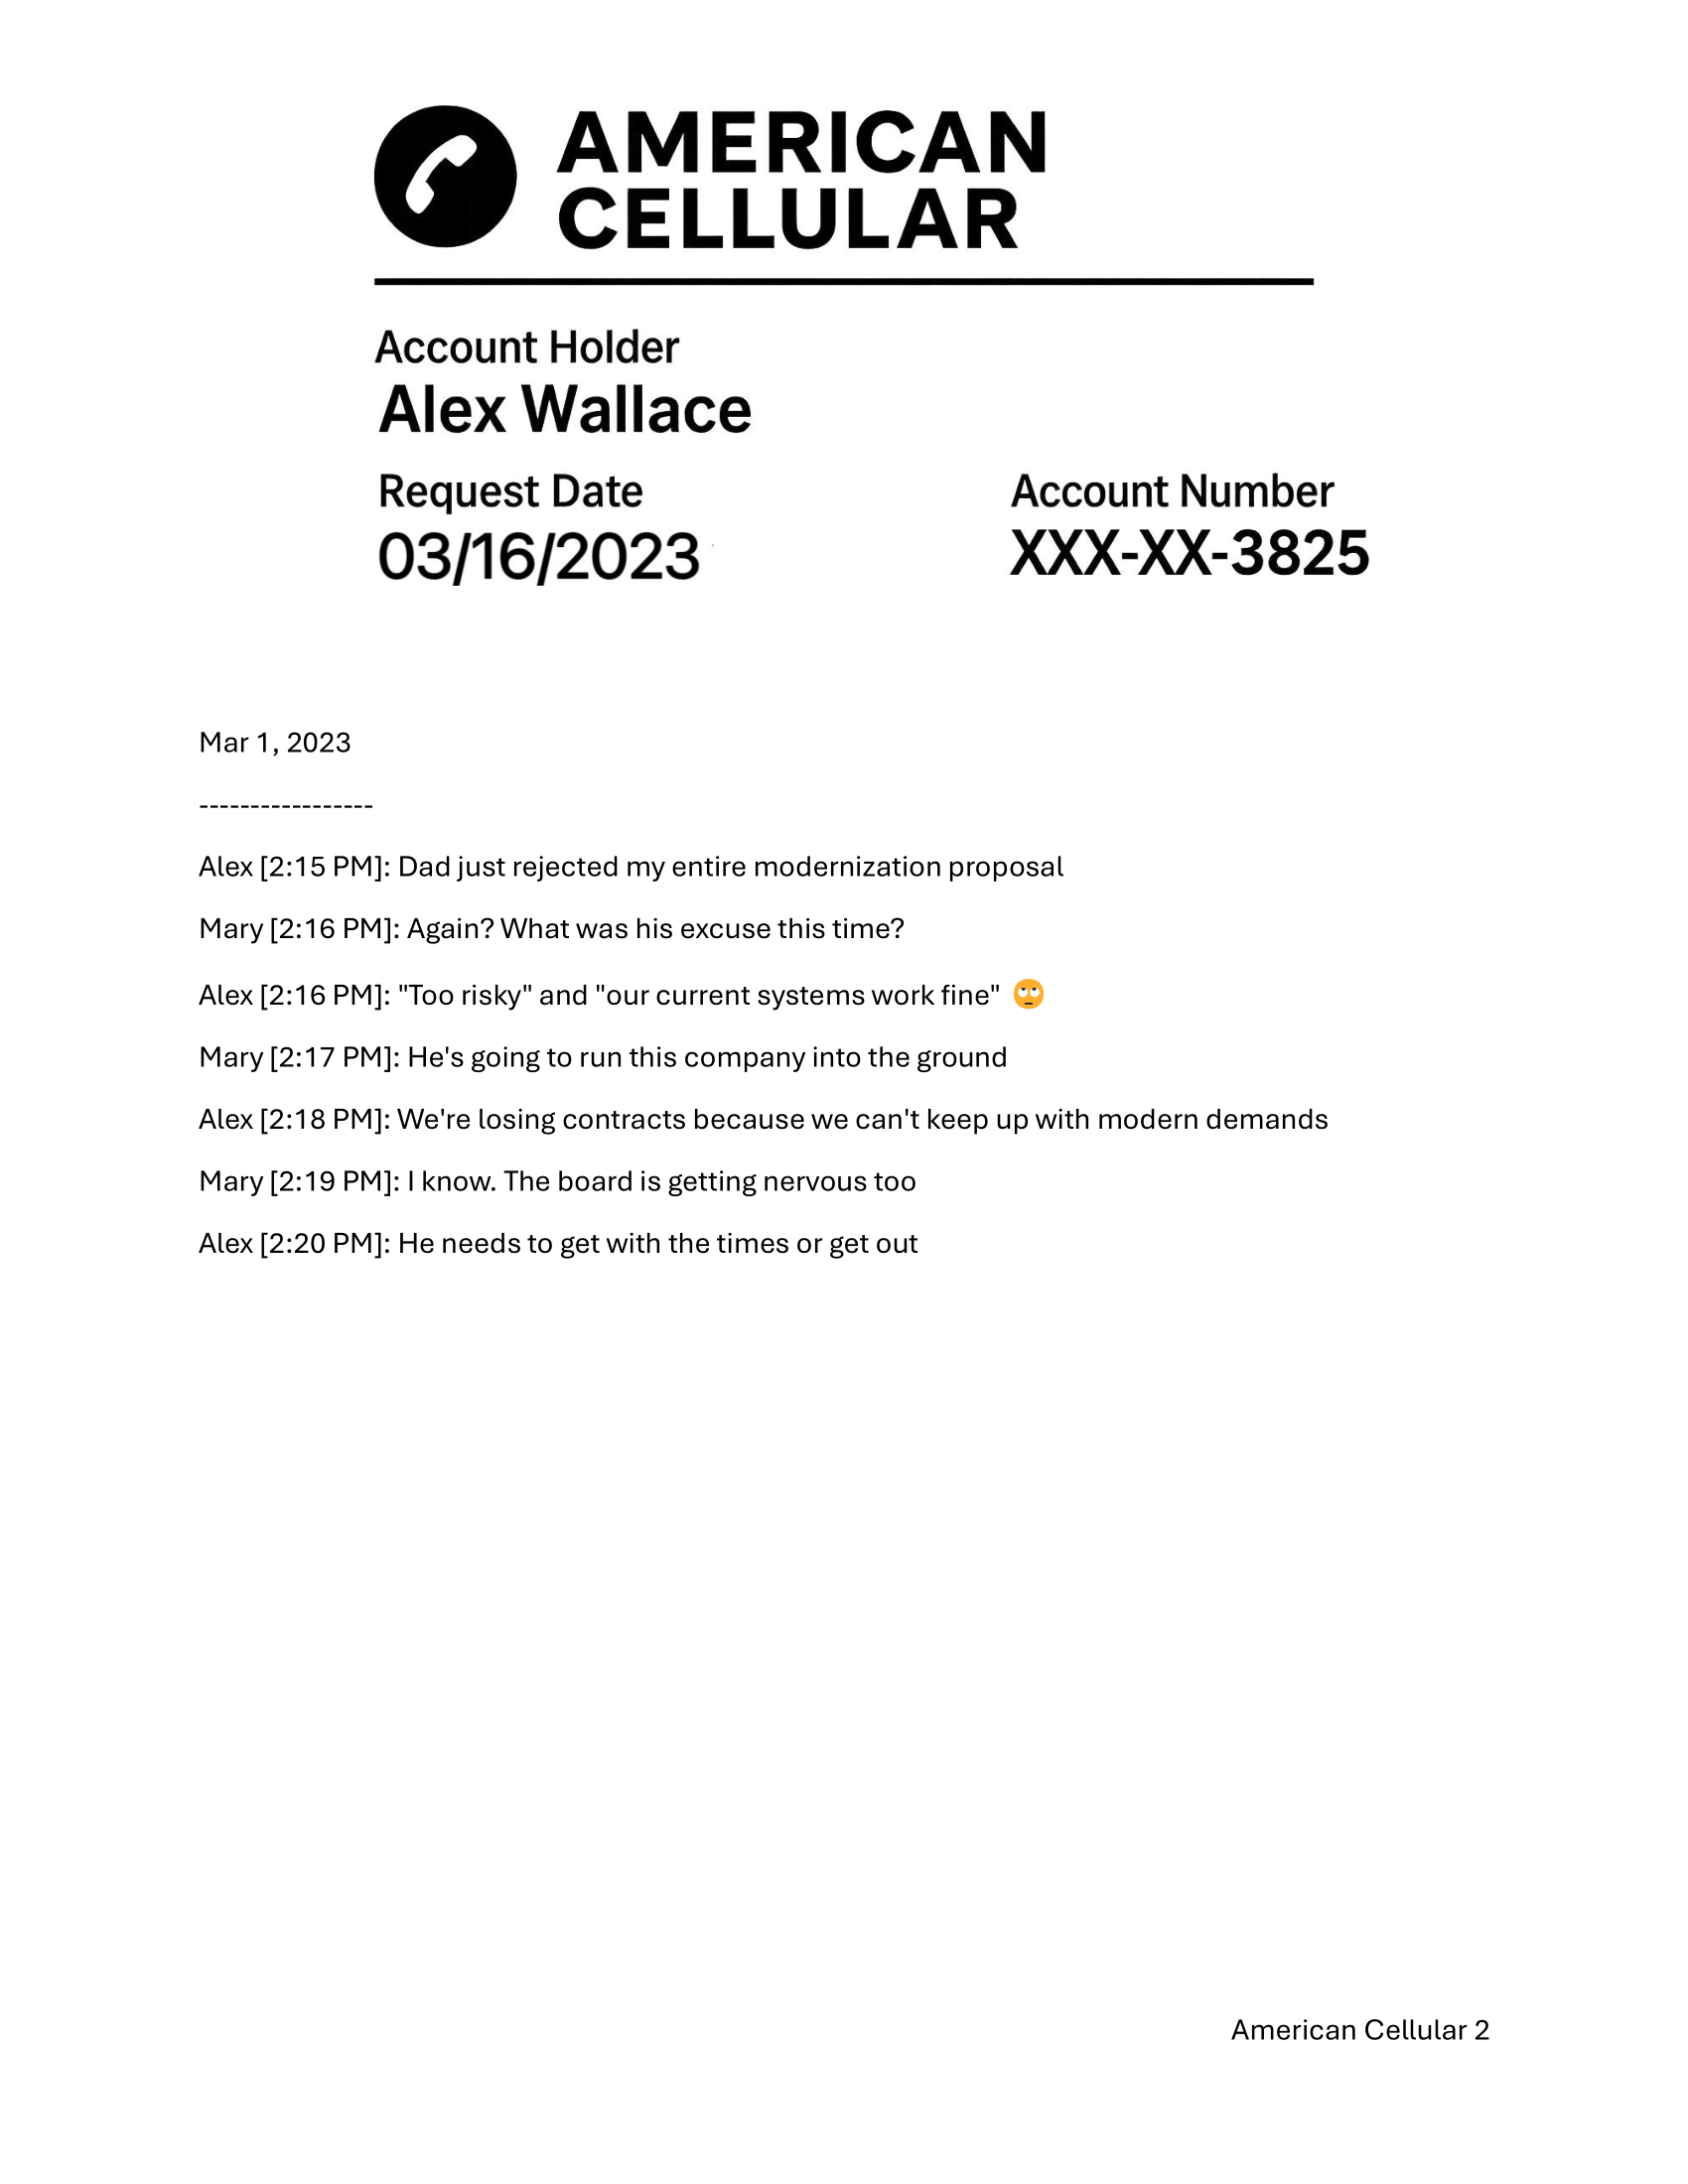 AMERICAN
CELLULAR
Account Holder
Alex Wallace
Request Date
03/16/2023
Account Number
XXX-XX-3825
Mar 1, 2023
-----------------
Alex [2:15 PM]: Dad just rejected my entire modernization proposal
Mary [2:16 PM]: Again? What was his excuse this time?
Alex [2:16 PM]: "Too risky" and "our current systems work fine" 🙄
Mary [2:17 PM]: He's going to run this company into the ground
Alex [2:18 PM]: We're losing contracts because we can't keep up with modern demands
Mary [2:19 PM]: I know. The board is getting nervous too
Alex [2:20 PM]: He needs to get with the times or get out
American Cellular 2